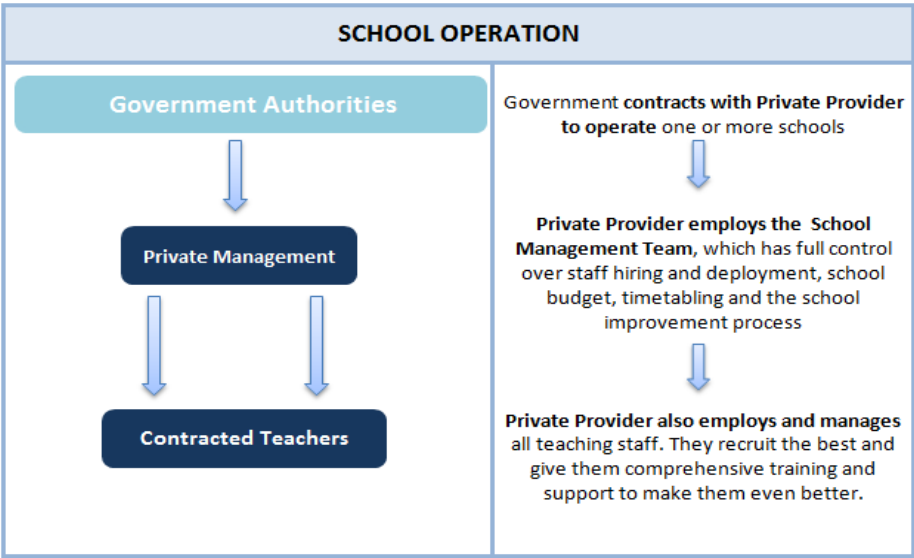 SCHOOL OPERATION
Government Authorities
Private Management
Contracted Teachers
Government contracts with Private Provider
to operate one or more schools
Private Provider employs the School
Management Team, which has full control
over staff hiring and deployment, school
budget, timetabling and the school
improvement process
Private Provider also employs and manages
all teaching staff. They recruit the best and
give them comprehensive training and
support to make them even better.